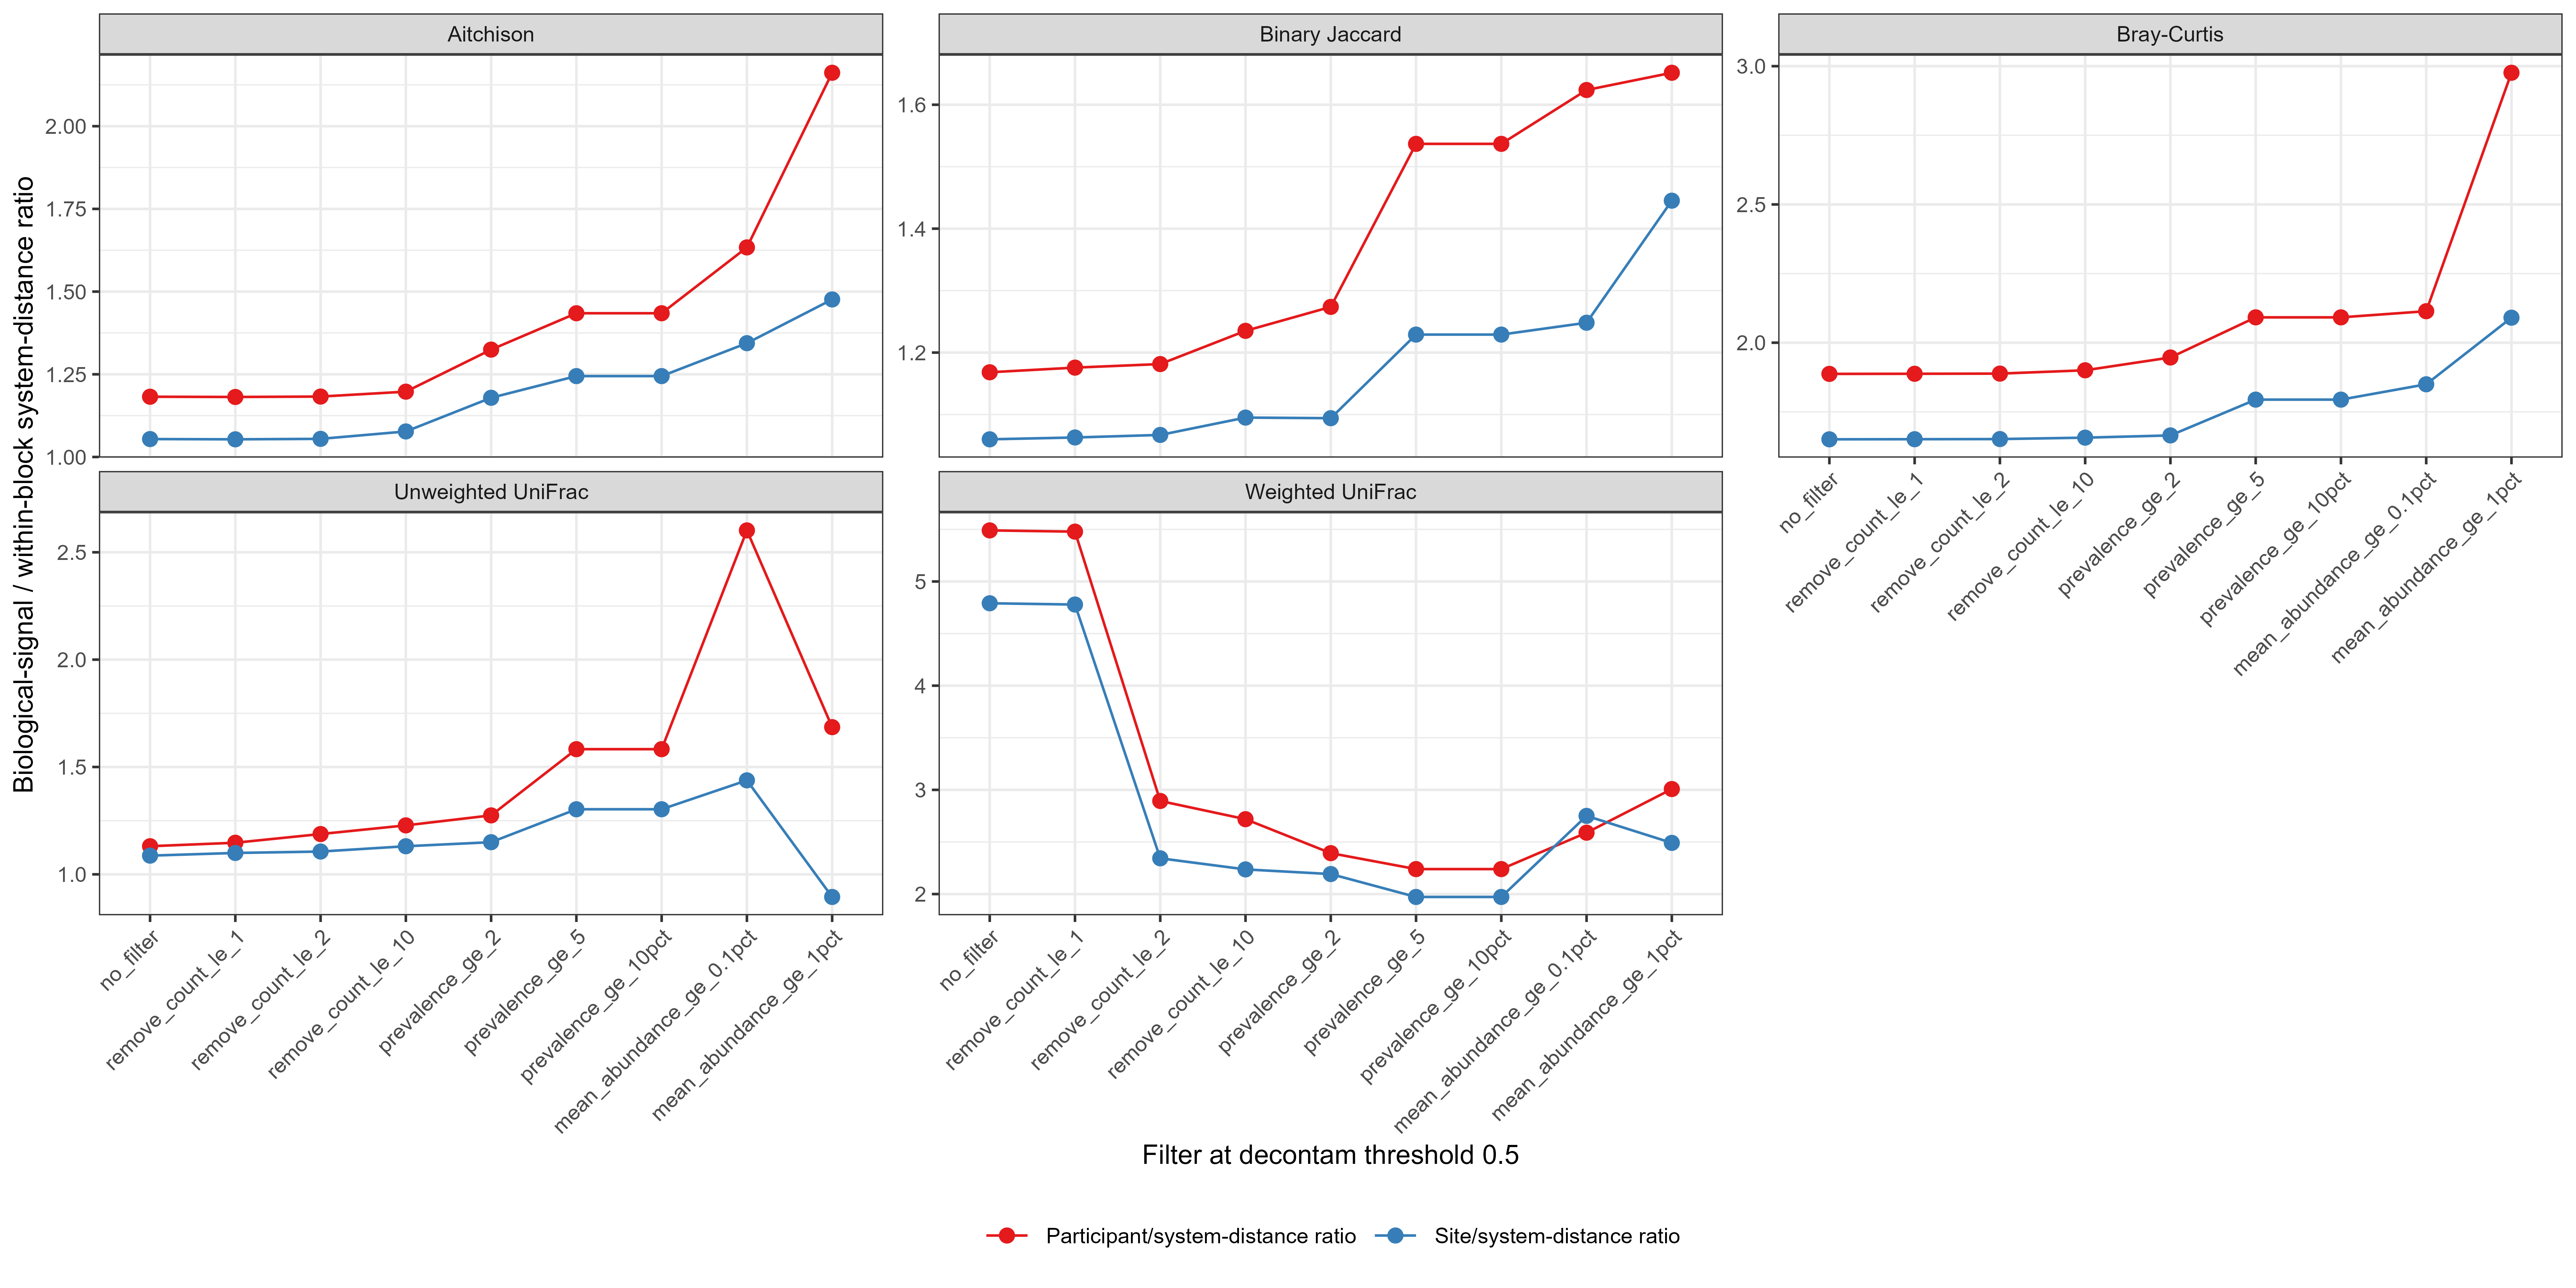 Aitchison
Binary Jaccard
Bray-Curtis
Biological-signal / within-block system-distance ratio
2.00
1.75
1.50
1.25
1.00
1.6
1.4
1.2
3.0
2.5
2.0
no_filter
remove_count_le_1
remove_count_le_2
remove_count_le_10
prevalence_ge_2
prevalence_ge_5
prevalence_ge_10pct
mean_abundance_ge_0.1pct
mean_abundance_ge_1pct
Unweighted UniFrac
Weighted UniFrac
2.5
2.0
1.5
1.0
5
4
3
2
no_filter
remove_count_le_1
remove_count_le_2
remove_count_le_10
prevalence_ge_2
prevalence_ge_5
prevalence_ge_10pct
mean_abundance_ge_0.1pct
mean_abundance_ge_1pct
no_filter
remove_count_le_1
remove_count_le_2
remove_count_le_10
prevalence_ge_2
prevalence_ge_5
prevalence_ge_10pct
mean_abundance_ge_0.1pct
mean_abundance_ge_1pct
Filter at decontam threshold 0.5
Participant/system-distance ratio
Site/system-distance ratio